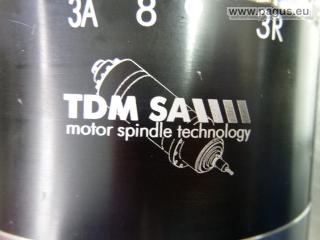 www.pagus.eu
3A 8 3R
TDM SA
motor spindle technology